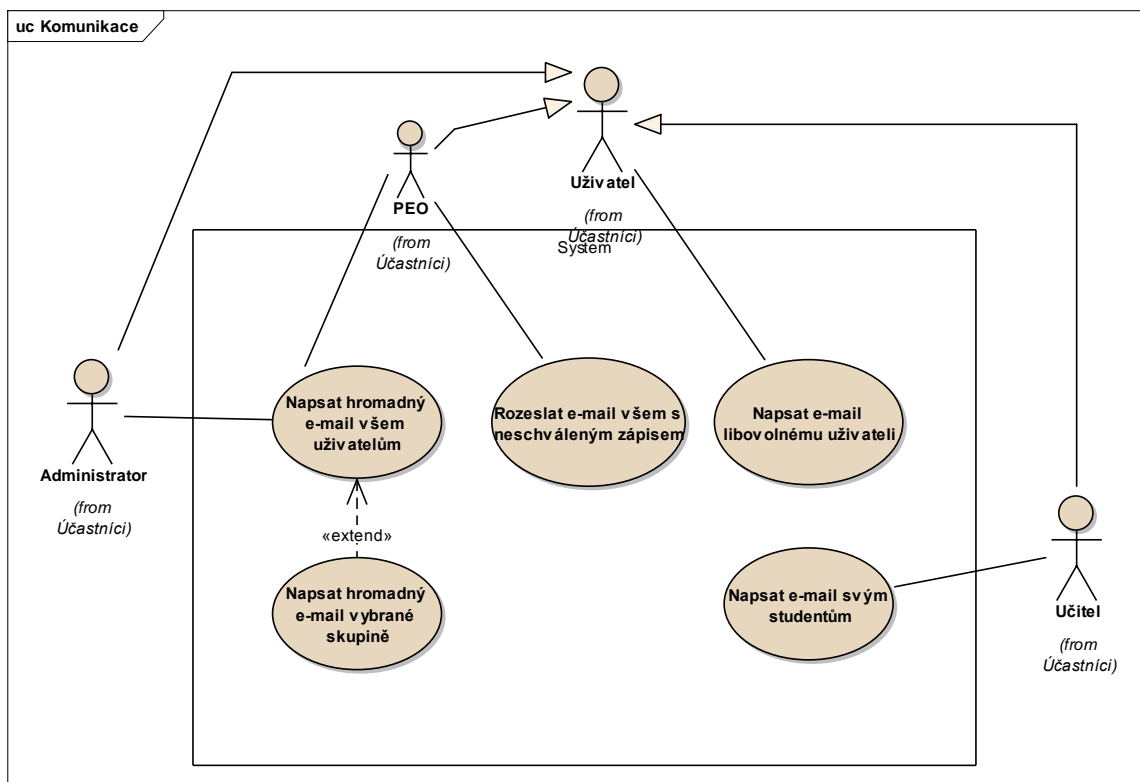 uc Komunikace
Uživatel
(from
Účastníci)
PEO
(from
Účastníci)
System
Administrator
(from
Účastníci)
Napsat hromadný
e-mail všem
uživatelům
Rozeslat e-mail všem s
neschváleným zápisem
Napsat e-mail
libovolnému uživateli
«extend»
Napsat hromadný
e-mail vybrané
skupině
Napsat e-mail svým
studentům
Učitel
(from
Účastníci)